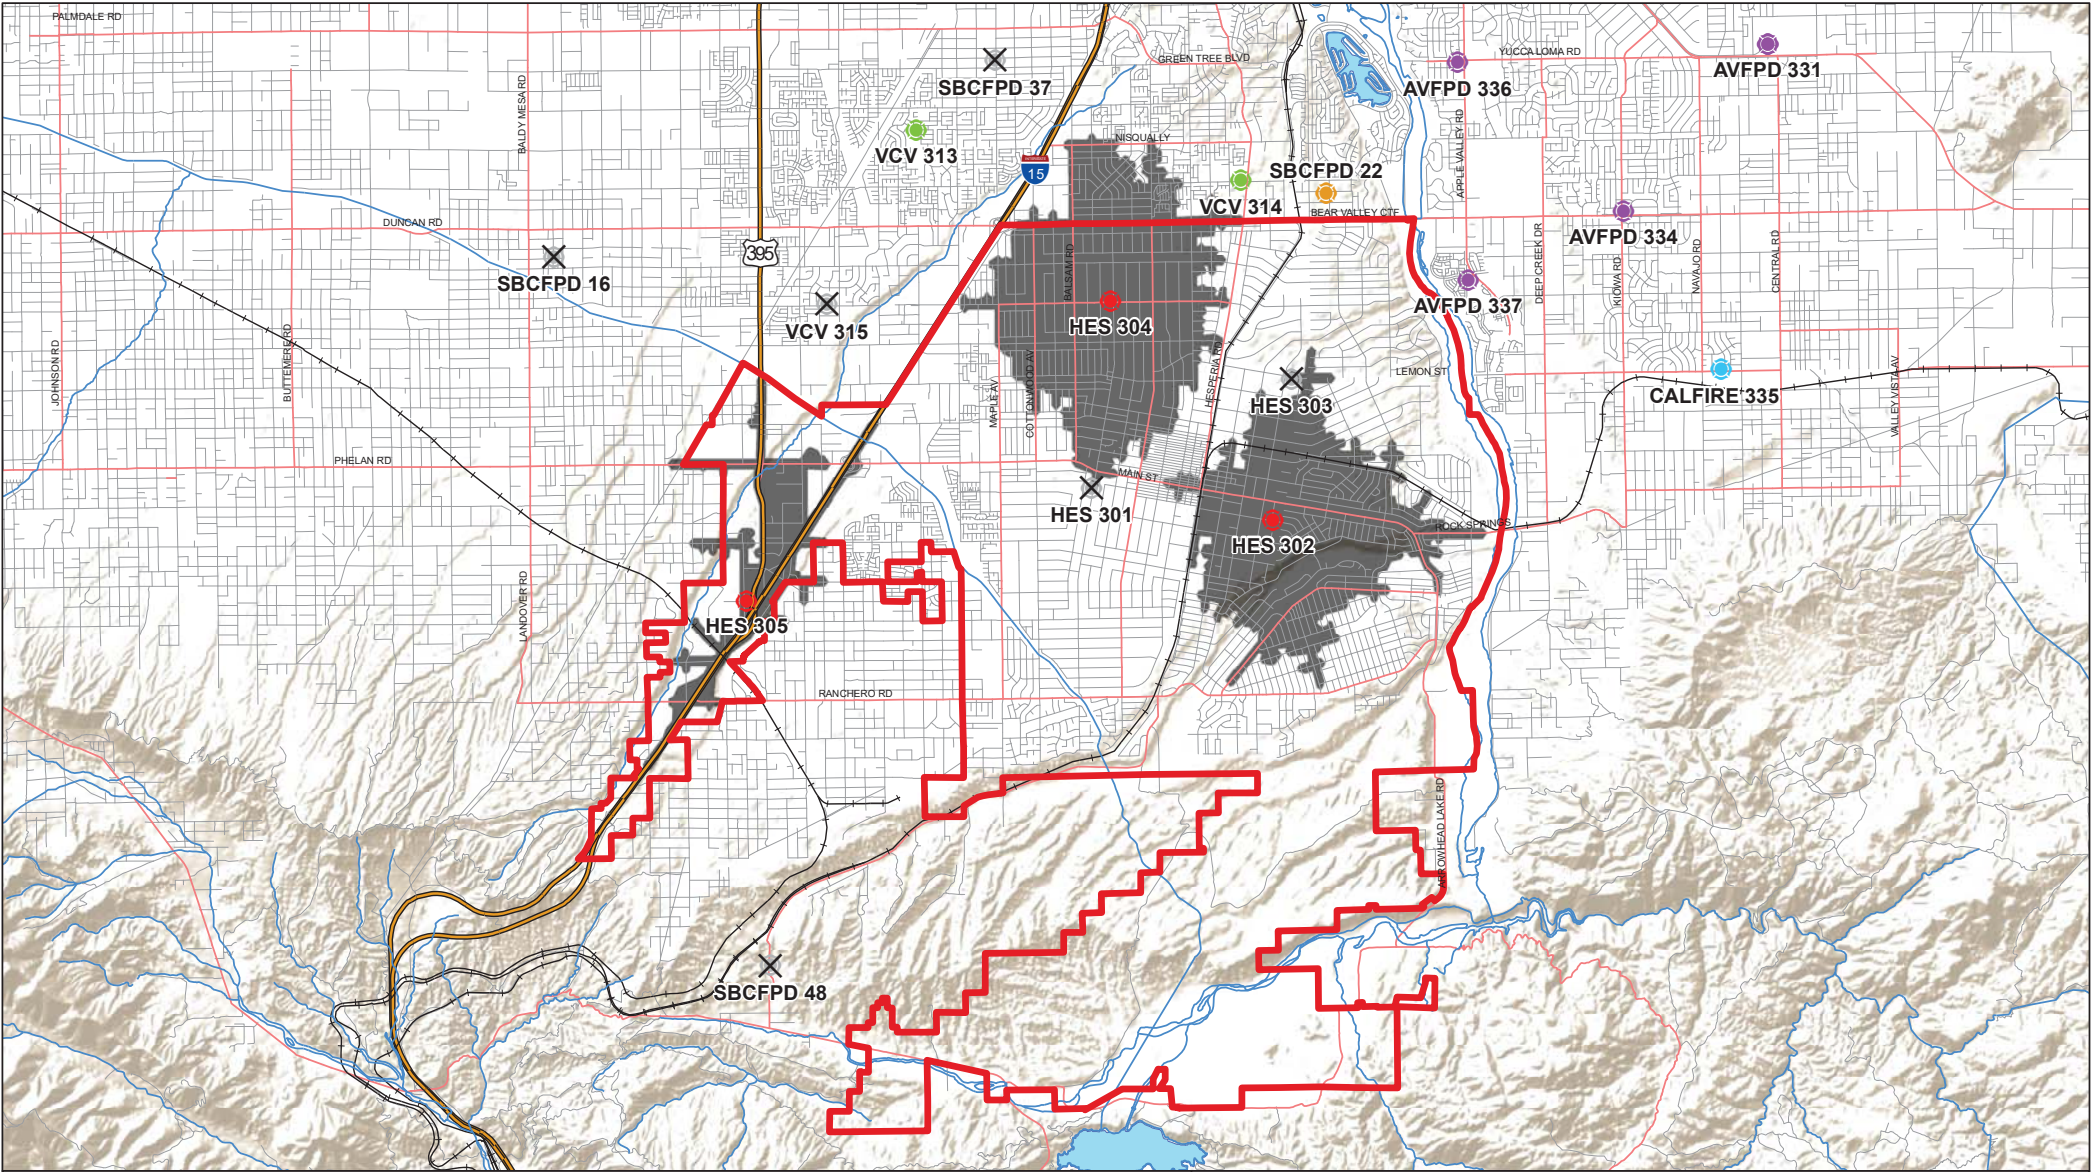 PALMDALE RD
GREEN TREE BLVD
YUCCA LOMA RD
AVFPD 331
SBCFPD 37
AVFPD 336
BALDY MESA RD
NISQUALLY
VCV 313
INTERSTATE
15
SBCFPD 22
APPLE VALLEY RD
VCV 314
BEAR VALLEY CTF
DUNCAN RD
AVFPD 334
395
SBCFPD 16
BALSAM RD
DEEP CREEK DR
KIOWA RD
NAVAJO RD
CENTRAL RD
AVFPD 337
VCV 315
HES 304
JOHNSON RD
BUTTEMERE RD
MAPLE AV
COTTONWOOD AV
HESPERIA RD
LEMON ST
CALFIRE 335
VALLEY VISTA AV
HES 303
PHELAN RD
MAIN ST
HES 301
ROCK SPRINGS
HES 302
LANDOVER RD
HES 305
RANCHERO RD
ARROWHEAD LAKE RD
SBCFPD 48